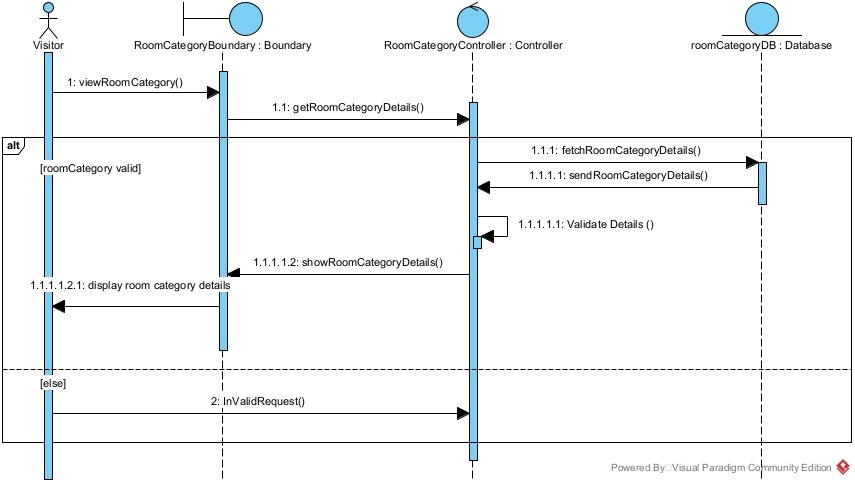 Visitor
RoomCategoryBoundary : Boundary
RoomCategoryController : Controller
roomCategoryDB : Database
1: viewRoomCategory()
1.1: getRoomCategoryDetails()
alt
[roomCategory valid]
1.1.1: fetchRoomCategoryDetails()
1.1.1.1: sendRoomCategoryDetails()
1.1.1.1.1: Validate Details ()
1.1.1.1.2: showRoomCategoryDetails()
1.1.1.1.2.1: display room category details
[else]
2: InValidRequest()
Powered By Visual Paradigm Community Edition